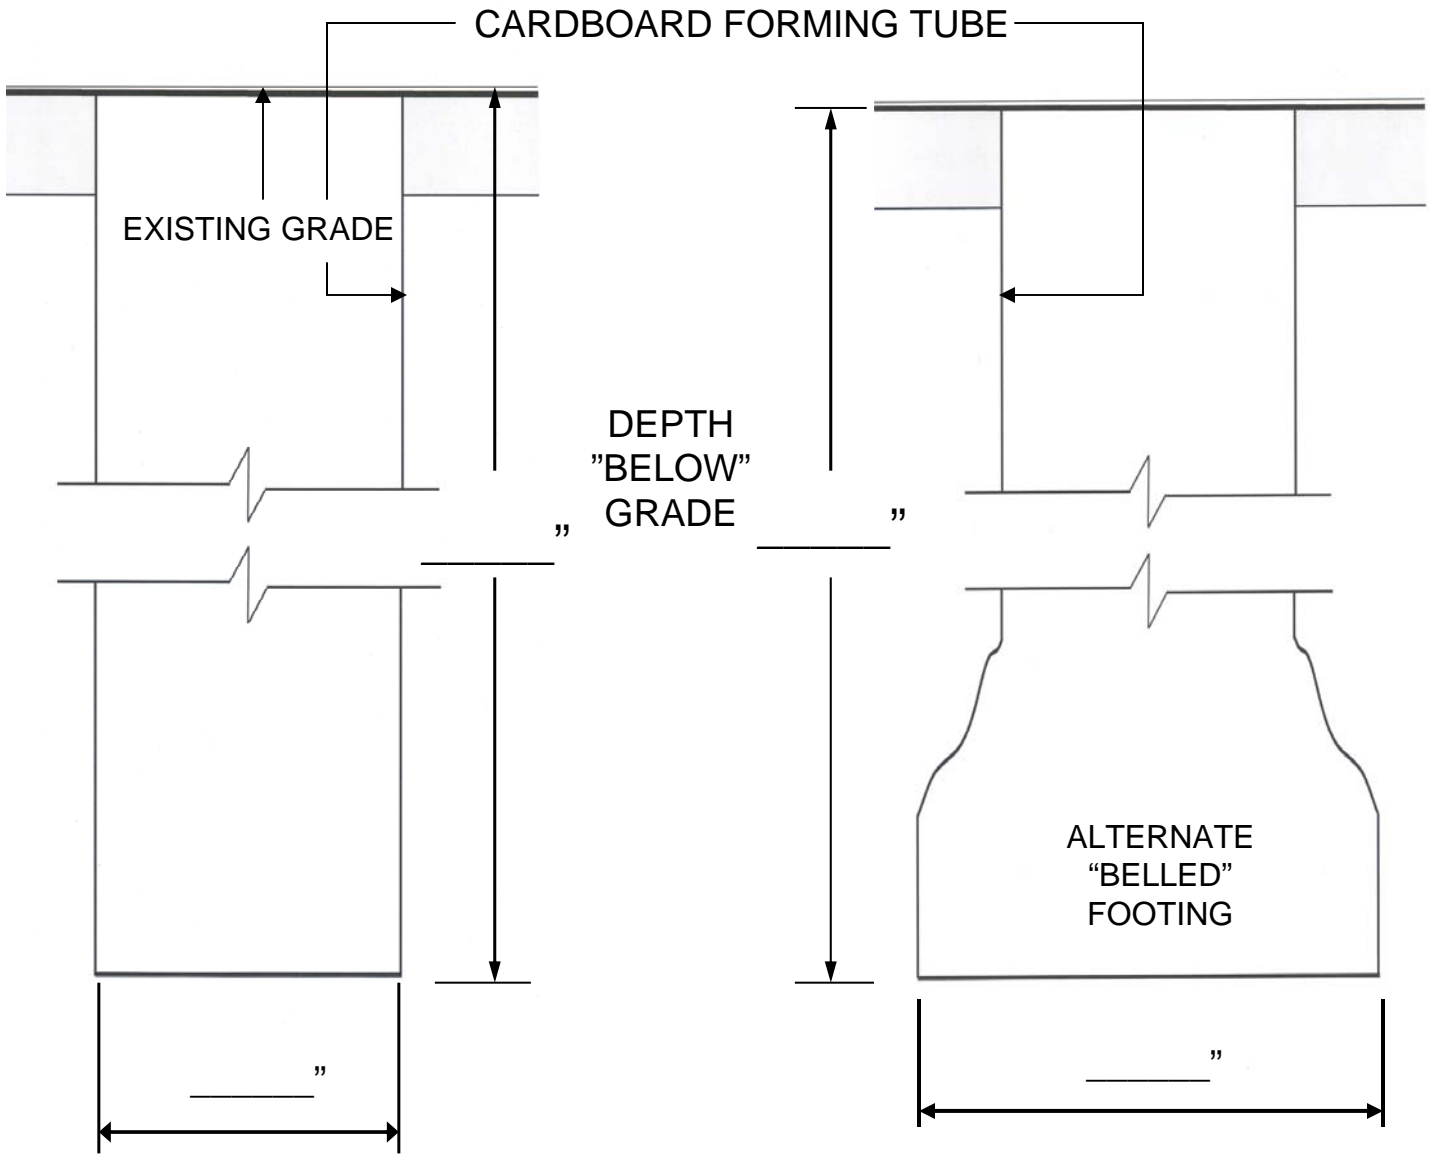 CARDBOARD FORMING TUBE
EXISTING GRADE
DEPTH
”BELOW”
GRADE
______”
______”
ALTERNATE
“BELLED”
FOOTING
______”
______”